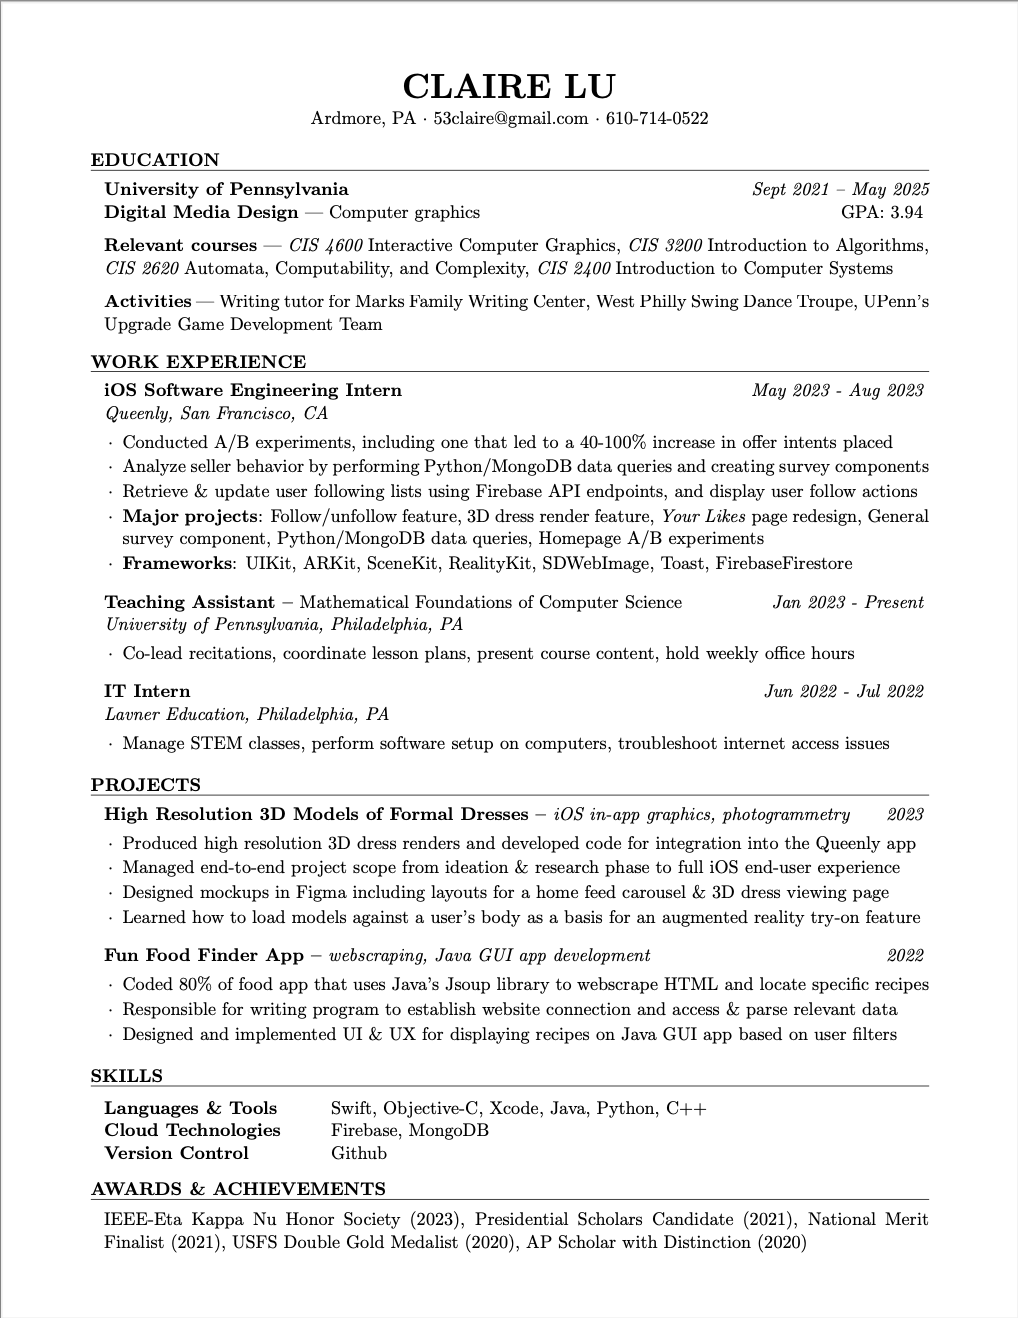 CLAIRE LU
Ardmore, PA · 53claire@gmail.com · 610-714-0522
EDUCATION
University of Pennsylvania Sept 2021 – May 2025
Digital Media Design — Computer graphics GPA: 3.94
Relevant courses — CIS 4600 Interactive Computer Graphics, CIS 3200 Introduction to Algorithms,
CIS 2620 Automata, Computability, and Complexity, CIS 2400 Introduction to Computer Systems
Activities — Writing tutor for Marks Family Writing Center, West Philly Swing Dance Troupe, UPenn's
Upgrade Game Development Team
WORK EXPERIENCE
iOS Software Engineering Intern May 2023 - Aug 2023
Queenly, San Francisco, CA
· Conducted A/B experiments, including one that led to a 40-100% increase in offer intents placed
· Analyze seller behavior by performing Python/MongoDB data queries and creating survey components
· Retrieve & update user following lists using Firebase API endpoints, and display user follow actions
· Major projects: Follow/unfollow feature, 3D dress render feature, Your Likes page redesign, General
survey component, Python/MongoDB data queries, Homepage A/B experiments
· Frameworks: UIKit, ARKit, SceneKit, RealityKit, SDWebImage, Toast, FirebaseFirestore
Teaching Assistant – Mathematical Foundations of Computer Science Jan 2023 - Present
University of Pennsylvania, Philadelphia, PA
· Co-lead recitations, coordinate lesson plans, present course content, hold weekly office hours
IT Intern Jun 2022 - Jul 2022
Lavner Education, Philadelphia, PA
· Manage STEM classes, perform software setup on computers, troubleshoot internet access issues
PROJECTS
High Resolution 3D Models of Formal Dresses – iOS in-app graphics, photogrammetry 2023
· Produced high resolution 3D dress renders and developed code for integration into the Queenly app
· Managed end-to-end project scope from ideation & research phase to full iOS end-user experience
· Designed mockups in Figma including layouts for a home feed carousel & 3D dress viewing page
· Learned how to load models against a user's body as a basis for an augmented reality try-on feature
Fun Food Finder App – webscraping, Java GUI app development 2022
· Coded 80% of food app that uses Java's Jsoup library to webscrape HTML and locate specific recipes
· Responsible for writing program to establish website connection and access & parse relevant data
· Designed and implemented UI & UX for displaying recipes on Java GUI app based on user filters
SKILLS
Languages & Tools Swift, Objective-C, Xcode, Java, Python, C++
Cloud Technologies Firebase, MongoDB
Version Control Github
AWARDS & ACHIEVEMENTS
IEEE-Eta Kappa Nu Honor Society (2023), Presidential Scholars Candidate (2021), National Merit
Finalist (2021), USFS Double Gold Medalist (2020), AP Scholar with Distinction (2020)